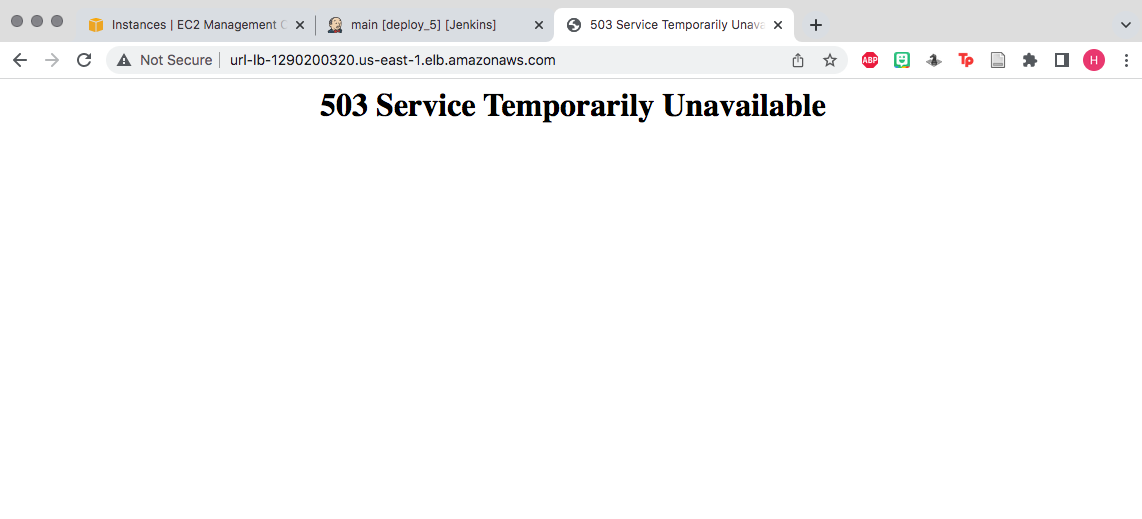 Instances | EC2 Management C
main [deploy_5] [Jenkins]
503 Service Temporarily Unava
Not Secure
url-lb-1290200320.us-east-1.elb.amazonaws.com
ABP
Tp
H
503 Service Temporarily Unavailable